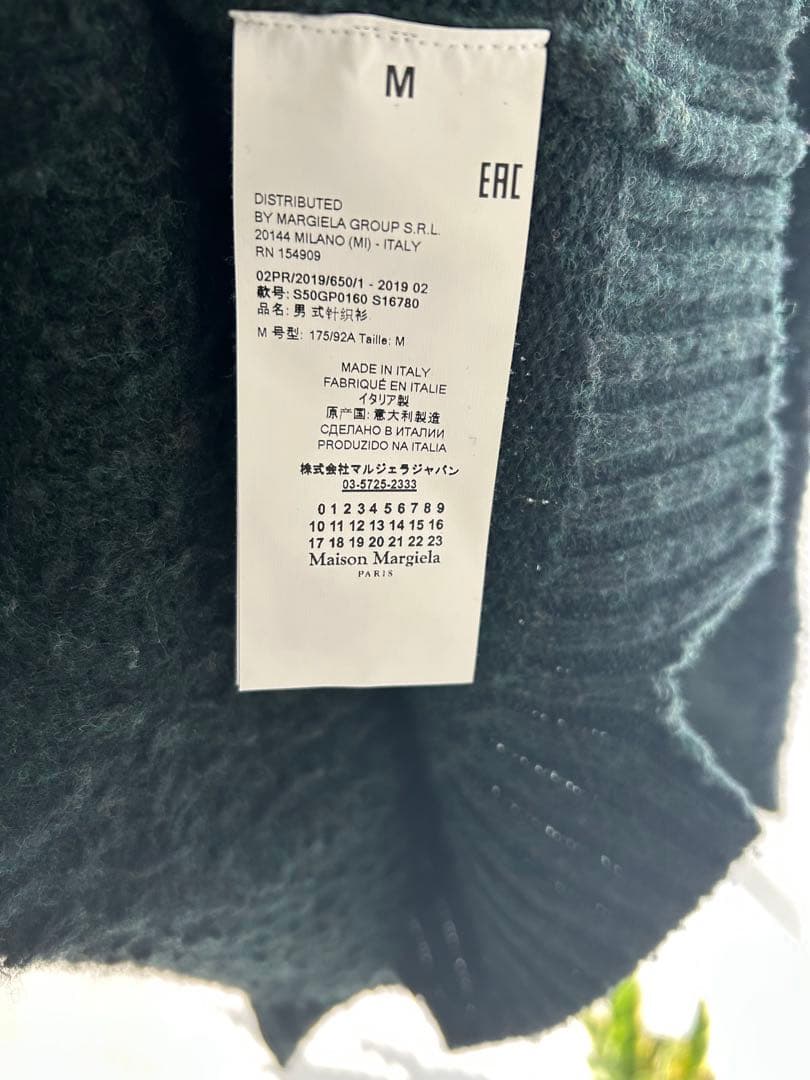 M
EAC
DISTRIBUTED
BY MARGIELA GROUP S.R.L.
20144 MILANO (MI) - ITALY
RN 154909
02PR/2019/650/1 - 2019 02
款号: S50GP0160 S16780
品名: 男 式针织衫
M 号型: 175/92A Taille: M
MADE IN ITALY
FABRIQUÉ EN ITALIE
イタリア製
原产国: 意大利製造
СДЕЛАНО В ИТАЛИИ
PRODUZIDO NA ITALIA
株式会社マルジェラジャパン
03-5725-2333
0 1 2 3 4 5 6 7 8 9
10 11 12 13 14 15 16
17 18 19 20 21 22 23
Maison Margiela
PARIS